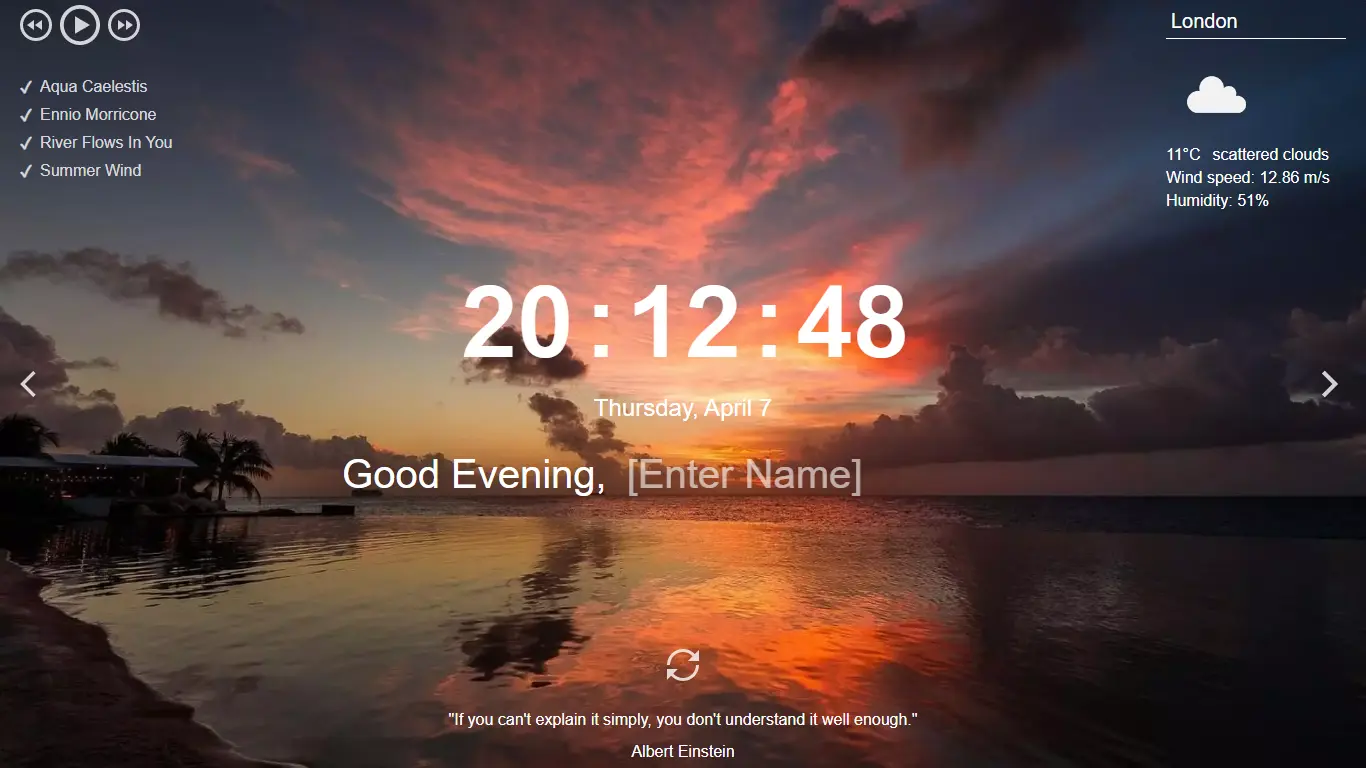 London
Aqua Caelestis
Ennio Morricone
River Flows In You
Summer Wind
11°C scattered clouds
Wind speed: 12.86 m/s
Humidity: 51%
20:12:48
Thursday, April 7
Good Evening, [Enter Name]
"If you can't explain it simply, you don't understand it well enough."
Albert Einstein